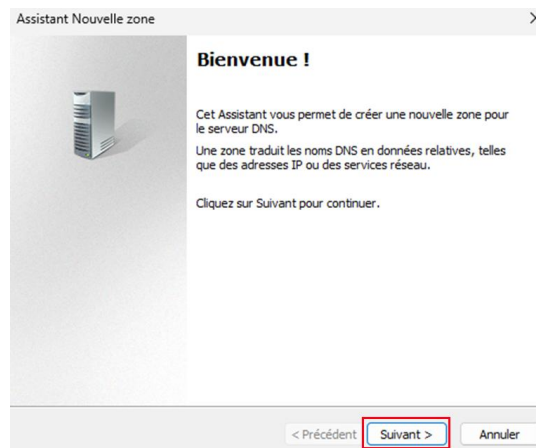 Assistant Nouvelle zone
Bienvenue !
Cet Assistant vous permet de créer une nouvelle zone pour
le serveur DNS.
Une zone traduit les noms DNS en données relatives, telles
que des adresses IP ou des services réseau.
Cliquez sur Suivant pour continuer.
< Précédent Suivant > Annuler